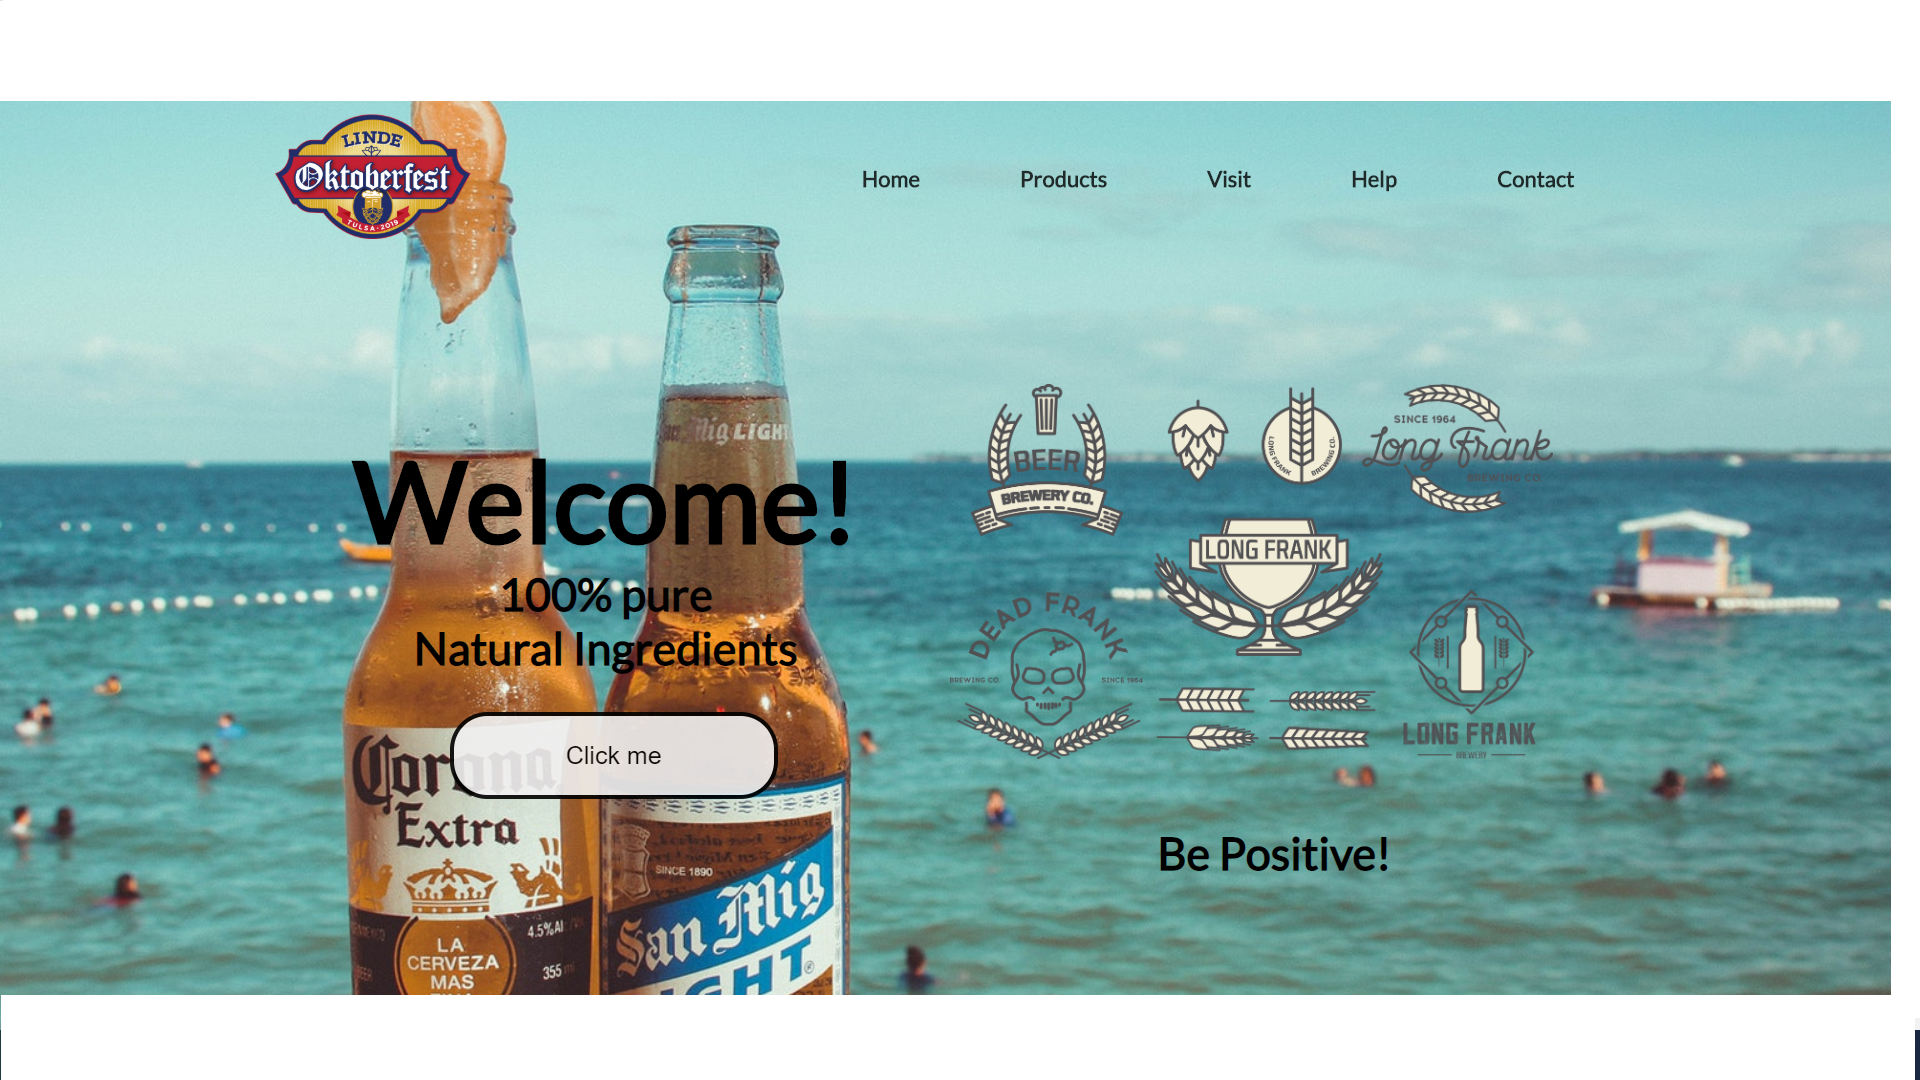 LINDE
Oktoberfest
TULSA · 2019
Home
Products
Visit
Help
Contact
Mig LIGHT
Welcome!
100% pure
Natural Ingredients
Click me
BEER
BREWERY CO.
LONG FRANK
BREWING CO.
SINCE 1964
Long Frank
BREWING CO.
LONG FRANK
DEAD FRANK
BREWING CO.
SINCE 1964
LONG FRANK
BREWERY
Be Positive!
Corona
Extra
4.5%Al
LA
CERVEZA
MAS
355 ml
SINCE 1890
San Mig
LIGHT